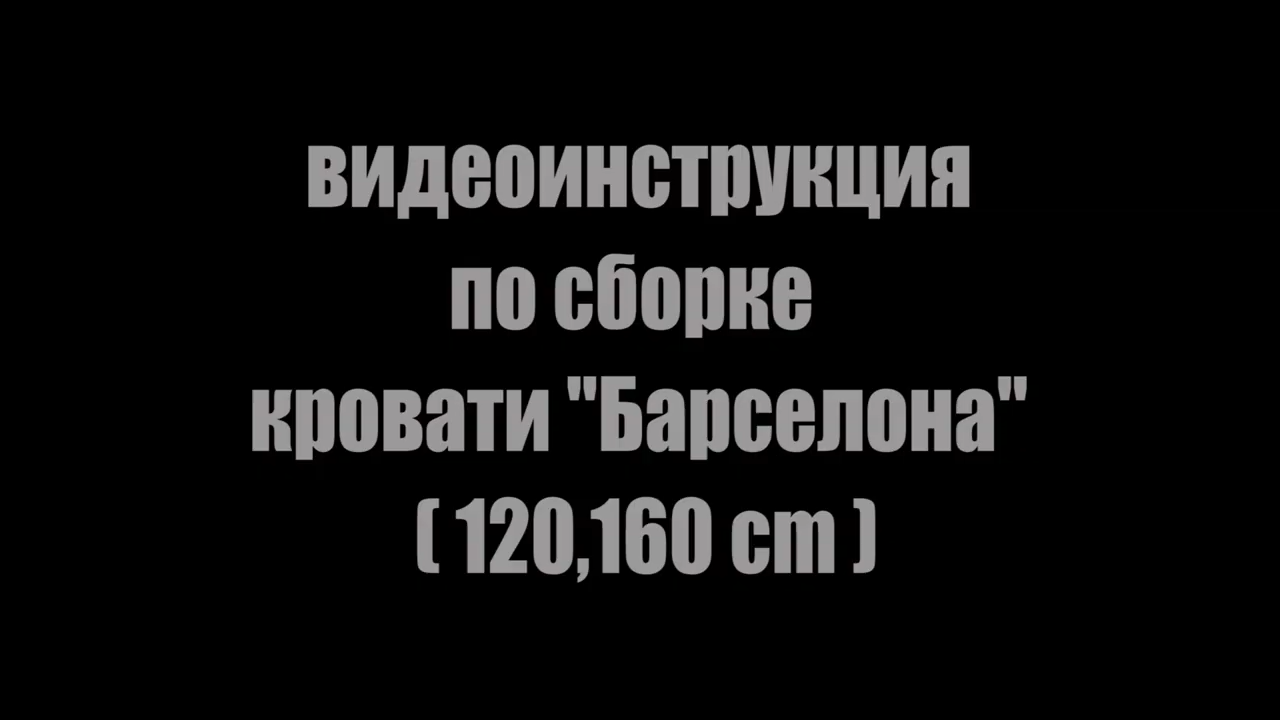 видеоинструкция
по сборке
кровати "Барселона"
( 120,160 cm )